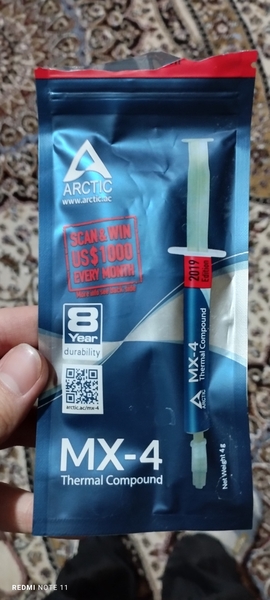 ARCTIC
www.arctic.ac
SCAN & WIN
US$1000
EVERY MONTH
8
Year
durability
arctic.ac/mx-4
MX-4
Thermal Compound
2019
Edition
MX-4
Thermal Compound
ARCTIC
Net Weight 4g
REDMI NOTE 11